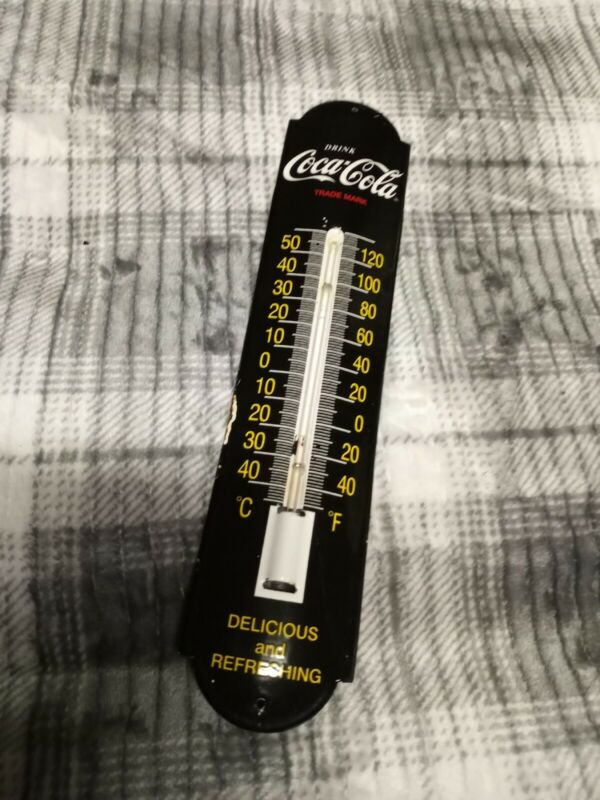 DRINK
Coca-Cola
TRADE MARK
50 120
40 100
30 80
20 60
10 40
0 20
10 0
20 20
30 40
40
°C °F
DELICIOUS
and
REFRESHING